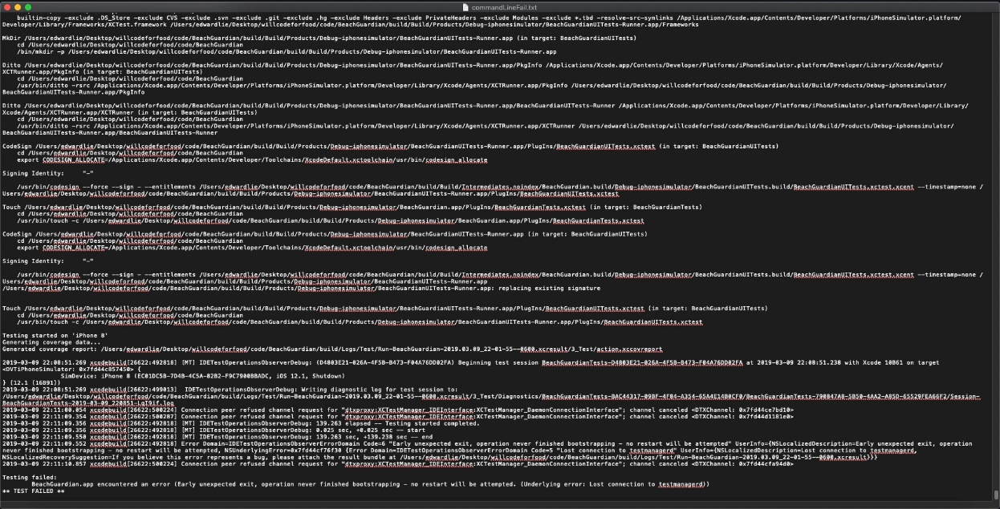 commandLineFail.txt
builtin-copy -exclude .DS_Store -exclude CVS -exclude .svn -exclude .git -exclude .hg -exclude Headers -exclude PrivateHeaders -exclude Modules -exclude *.tbd -resolve-src-symlinks /Applications/Xcode.app/Contents/Developer/Platforms/iPhoneSimulator.platform/
Developer/Library/Frameworks/XCTest.framework /Users/edwardlie/Desktop/willcodeforfood/code/BeachGuardian/build/Build/Products/Debug-iphonesimulator/BeachGuardianUITests-Runner.app/Frameworks
MkDir /Users/edwardlie/Desktop/willcodeforfood/code/BeachGuardian/build/Build/Products/Debug-iphonesimulator/BeachGuardianUITests-Runner.app (in target: BeachGuardianUITests)
cd /Users/edwardlie/Desktop/willcodeforfood/code/BeachGuardian
/bin/mkdir -p /Users/edwardlie/Desktop/willcodeforfood/code/BeachGuardian/build/Build/Products/Debug-iphonesimulator/BeachGuardianUITests-Runner.app
Ditto /Users/edwardlie/Desktop/willcodeforfood/code/BeachGuardian/build/Build/Products/Debug-iphonesimulator/BeachGuardianUITests-Runner.app/PkgInfo /Applications/Xcode.app/Contents/Developer/Platforms/iPhoneSimulator.platform/Developer/Library/Xcode/Agents/
XCTRunner.app/PkgInfo (in target: BeachGuardianUITests)
cd /Users/edwardlie/Desktop/willcodeforfood/code/BeachGuardian
/usr/bin/ditto -rsrc /Applications/Xcode.app/Contents/Developer/Platforms/iPhoneSimulator.platform/Developer/Library/Xcode/Agents/XCTRunner.app/PkgInfo /Users/edwardlie/Desktop/willcodeforfood/code/BeachGuardian/build/Build/Products/Debug-iphonesimulator/
BeachGuardianUITests-Runner.app/PkgInfo
Ditto /Users/edwardlie/Desktop/willcodeforfood/code/BeachGuardian/build/Build/Products/Debug-iphonesimulator/BeachGuardianUITests-Runner.app/BeachGuardianUITests-Runner /Applications/Xcode.app/Contents/Developer/Platforms/iPhoneSimulator.platform/Developer/Library/
Xcode/Agents/XCTRunner.app/XCTRunner (in target: BeachGuardianUITests)
cd /Users/edwardlie/Desktop/willcodeforfood/code/BeachGuardian
/usr/bin/ditto -rsrc /Applications/Xcode.app/Contents/Developer/Platforms/iPhoneSimulator.platform/Developer/Library/Xcode/Agents/XCTRunner.app/XCTRunner /Users/edwardlie/Desktop/willcodeforfood/code/BeachGuardian/build/Build/Products/Debug-iphonesimulator/
BeachGuardianUITests-Runner.app/BeachGuardianUITests-Runner
CodeSign /Users/edwardlie/Desktop/willcodeforfood/code/BeachGuardian/build/Build/Products/Debug-iphonesimulator/BeachGuardianUITests-Runner.app/PlugIns/BeachGuardianUITests.xctest (in target: BeachGuardianUITests)
cd /Users/edwardlie/Desktop/willcodeforfood/code/BeachGuardian
export CODESIGN_ALLOCATE=/Applications/Xcode.app/Contents/Developer/Toolchains/XcodeDefault.xctoolchain/usr/bin/codesign_allocate
Signing Identity: "-"
/usr/bin/codesign --force --sign - --entitlements /Users/edwardlie/Desktop/willcodeforfood/code/BeachGuardian/build/Build/Intermediates.noindex/BeachGuardian.build/Debug-iphonesimulator/BeachGuardianUITests.build/BeachGuardianUITests.xctest.xcent --timestamp=none /
Users/edwardlie/Desktop/willcodeforfood/code/BeachGuardian/build/Build/Products/Debug-iphonesimulator/BeachGuardianUITests-Runner.app/PlugIns/BeachGuardianUITests.xctest
Touch /Users/edwardlie/Desktop/willcodeforfood/code/BeachGuardian/build/Build/Products/Debug-iphonesimulator/BeachGuardian.app/PlugIns/BeachGuardianTests.xctest (in target: BeachGuardianTests)
cd /Users/edwardlie/Desktop/willcodeforfood/code/BeachGuardian
/usr/bin/touch -c /Users/edwardlie/Desktop/willcodeforfood/code/BeachGuardian/build/Build/Products/Debug-iphonesimulator/BeachGuardian.app/PlugIns/BeachGuardianTests.xctest
CodeSign /Users/edwardlie/Desktop/willcodeforfood/code/BeachGuardian/build/Build/Products/Debug-iphonesimulator/BeachGuardianUITests-Runner.app (in target: BeachGuardianUITests)
cd /Users/edwardlie/Desktop/willcodeforfood/code/BeachGuardian
export CODESIGN_ALLOCATE=/Applications/Xcode.app/Contents/Developer/Toolchains/XcodeDefault.xctoolchain/usr/bin/codesign_allocate
Signing Identity: "-"
/usr/bin/codesign --force --sign - --entitlements /Users/edwardlie/Desktop/willcodeforfood/code/BeachGuardian/build/Build/Intermediates.noindex/BeachGuardian.build/Debug-iphonesimulator/BeachGuardianUITests.build/BeachGuardianUITests.xctest.xcent --timestamp=none /
Users/edwardlie/Desktop/willcodeforfood/code/BeachGuardian/build/Build/Products/Debug-iphonesimulator/BeachGuardianUITests-Runner.app
/Users/edwardlie/Desktop/willcodeforfood/code/BeachGuardian/build/Build/Products/Debug-iphonesimulator/BeachGuardianUITests-Runner.app: replacing existing signature
Touch /Users/edwardlie/Desktop/willcodeforfood/code/BeachGuardian/build/Build/Products/Debug-iphonesimulator/BeachGuardianUITests-Runner.app/PlugIns/BeachGuardianUITests.xctest (in target: BeachGuardianUITests)
cd /Users/edwardlie/Desktop/willcodeforfood/code/BeachGuardian
/usr/bin/touch -c /Users/edwardlie/Desktop/willcodeforfood/code/BeachGuardian/build/Build/Products/Debug-iphonesimulator/BeachGuardianUITests-Runner.app/PlugIns/BeachGuardianUITests.xctest
Testing started on 'iPhone 8'
Generating coverage data...
Generated coverage report: /Users/edwardlie/Desktop/willcodeforfood/code/BeachGuardian/build/Logs/Test/Run-BeachGuardian-2019.03.09_22-01-55--0600.xcresult/3_Test/action.xccovreport
2019-03-09 22:08:51.269 xcodebuild[26622:492818] [MT] IDETestOperationsObserverDebug: (D4803E21-026A-4F5B-B473-F04A76DD02FA) Beginning test session BeachGuardianTests-D4803E21-026A-4F5B-B473-F04A76DD02FA at 2019-03-09 22:08:51.238 with Xcode 10B61 on target
<DVTiPhoneSimulator: 0x7fd44c857450> {
SimDevice: iPhone 8 (EC01DC5B-7D4B-4C5A-82B2-F9C7900BBADC, iOS 12.1, Shutdown)
} (12.1 (16B91))
2019-03-09 22:08:51.269 xcodebuild[26622:499013] IDETestOperationsObserverDebug: Writing diagnostic log for test session to:
/Users/edwardlie/Desktop/willcodeforfood/code/BeachGuardian/build/Logs/Test/Run-BeachGuardian-2019.03.09_22-01-55--0600.xcresult/3_Test/Diagnostics/BeachGuardianTests-BAC44317-09BF-4F84-A354-65A4E14B0CF0/BeachGuardianTests-790847A8-5B50-4AA2-A85D-65529FEA66F2/Session-
BeachGuardianTests-2019-03-09_220851-LqI9if.log
2019-03-09 22:11:00.054 xcodebuild[26622:500224] Connection peer refused channel request for "dtxproxy:XCTestManager_IDEInterface:XCTestManager_DaemonConnectionInterface"; channel canceled <DTXChannel: 0x7fd44ce7bd10>
2019-03-09 22:11:09.354 xcodebuild[26622:500287] Connection peer refused channel request for "dtxproxy:XCTestManager_IDEInterface:XCTestManager_DaemonConnectionInterface"; channel canceled <DTXChannel: 0x7fd44d1181e0>
2019-03-09 22:11:09.356 xcodebuild[26622:492818] [MT] IDETestOperationsObserverDebug: 139.263 elapsed -- Testing started completed.
2019-03-09 22:11:09.356 xcodebuild[26622:492818] [MT] IDETestOperationsObserverDebug: 0.025 sec, +0.025 sec -- start
2019-03-09 22:11:09.550 xcodebuild[26622:492818] [MT] IDETestOperationsObserverDebug: 139.263 sec, +139.238 sec -- end
2019-03-09 22:11:09.552 xcodebuild[26622:492818] Error Domain=IDETestOperationsObserverErrorDomain Code=6 "Early unexpected exit, operation never finished bootstrapping - no restart will be attempted" UserInfo={NSLocalizedDescription=Early unexpected exit, operation
never finished bootstrapping - no restart will be attempted, NSUnderlyingError=0x7fd44cf76f30 {Error Domain=IDETestOperationsObserverErrorDomain Code=5 "Lost connection to testmanagerd" UserInfo={NSLocalizedDescription=Lost connection to testmanagerd,
NSLocalizedRecoverySuggestion=If you believe this error represents a bug, please attach the result bundle at /Users/edwardlie/Desktop/willcodeforfood/code/BeachGuardian/build/Logs/Test/Run-BeachGuardian-2019.03.09_22-01-55--0600.xcresult}}}
2019-03-09 22:11:10.857 xcodebuild[26622:500224] Connection peer refused channel request for "dtxproxy:XCTestManager_IDEInterface:XCTestManager_DaemonConnectionInterface"; channel canceled <DTXChannel: 0x7fd44cfa94d0>
Testing failed:
BeachGuardian.app encountered an error (Early unexpected exit, operation never finished bootstrapping - no restart will be attempted. (Underlying error: Lost connection to testmanagerd))
** TEST FAILED **